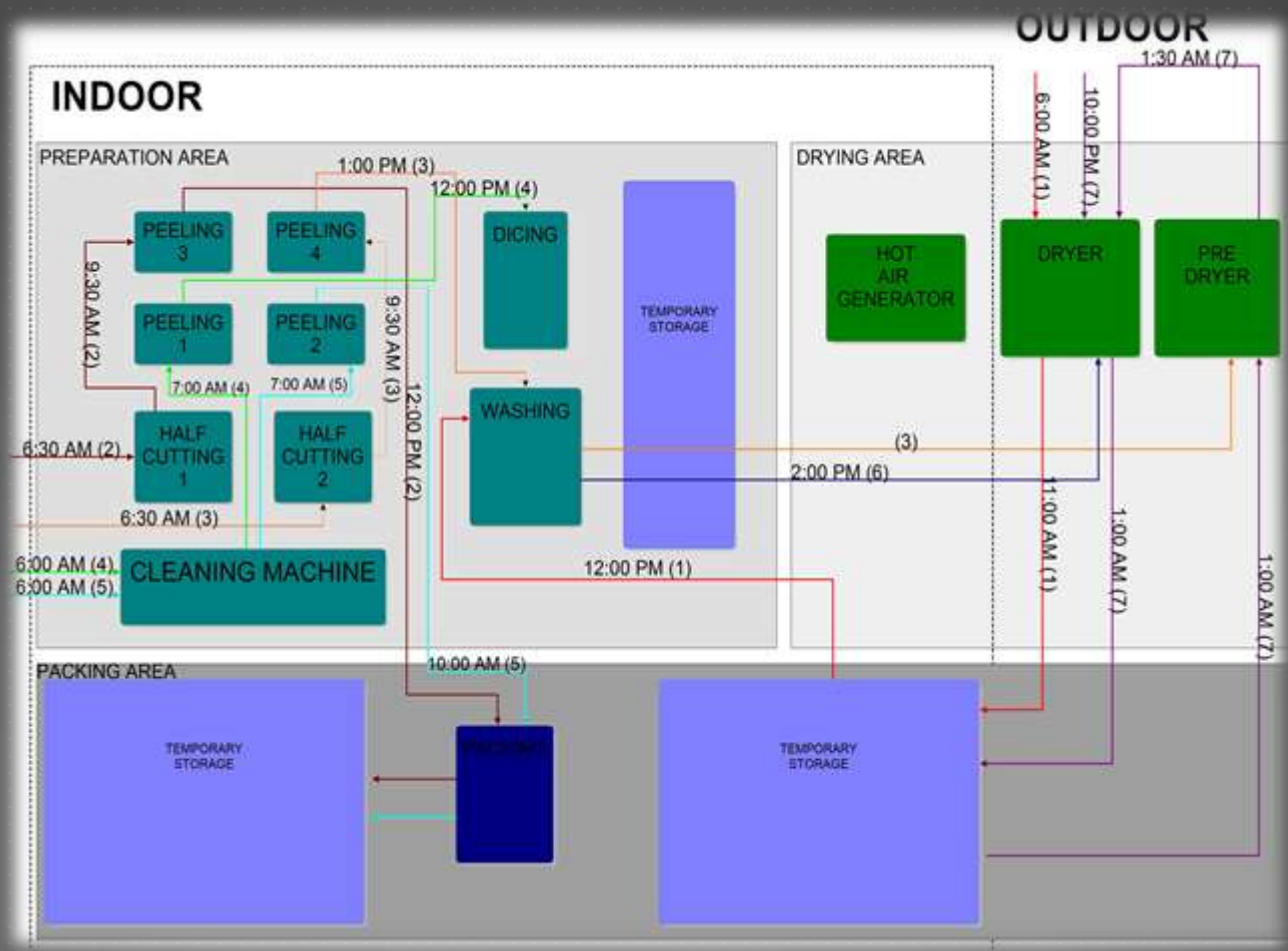 OUTDOOR
1:30 AM (7)
INDOOR
6:00 AM (1)
10:00 PM (7)
PREPARATION AREA
1:00 PM (3)
12:00 PM (4)
DRYING AREA
PEELING
3
PEELING
4
DICING
HOT
AIR
GENERATOR
DRYER
PRE
DRYER
9:30 AM (2)
9:30 AM (3)
PEELING
1
PEELING
2
TEMPORARY
STORAGE
7:00 AM (4)
7:00 AM (5)
12:00 PM (2)
WASHING
6:30 AM (2)
HALF
CUTTING
1
HALF
CUTTING
2
(3)
2:00 PM (6)
6:30 AM (3)
11:00 AM (1)
1:00 AM (7)
1:00 AM (7)
6:00 AM (4)
6:00 AM (5)
CLEANING MACHINE
12:00 PM (1)
PACKING AREA
10:00 AM (5)
TEMPORARY
STORAGE
TEMPORARY
STORAGE